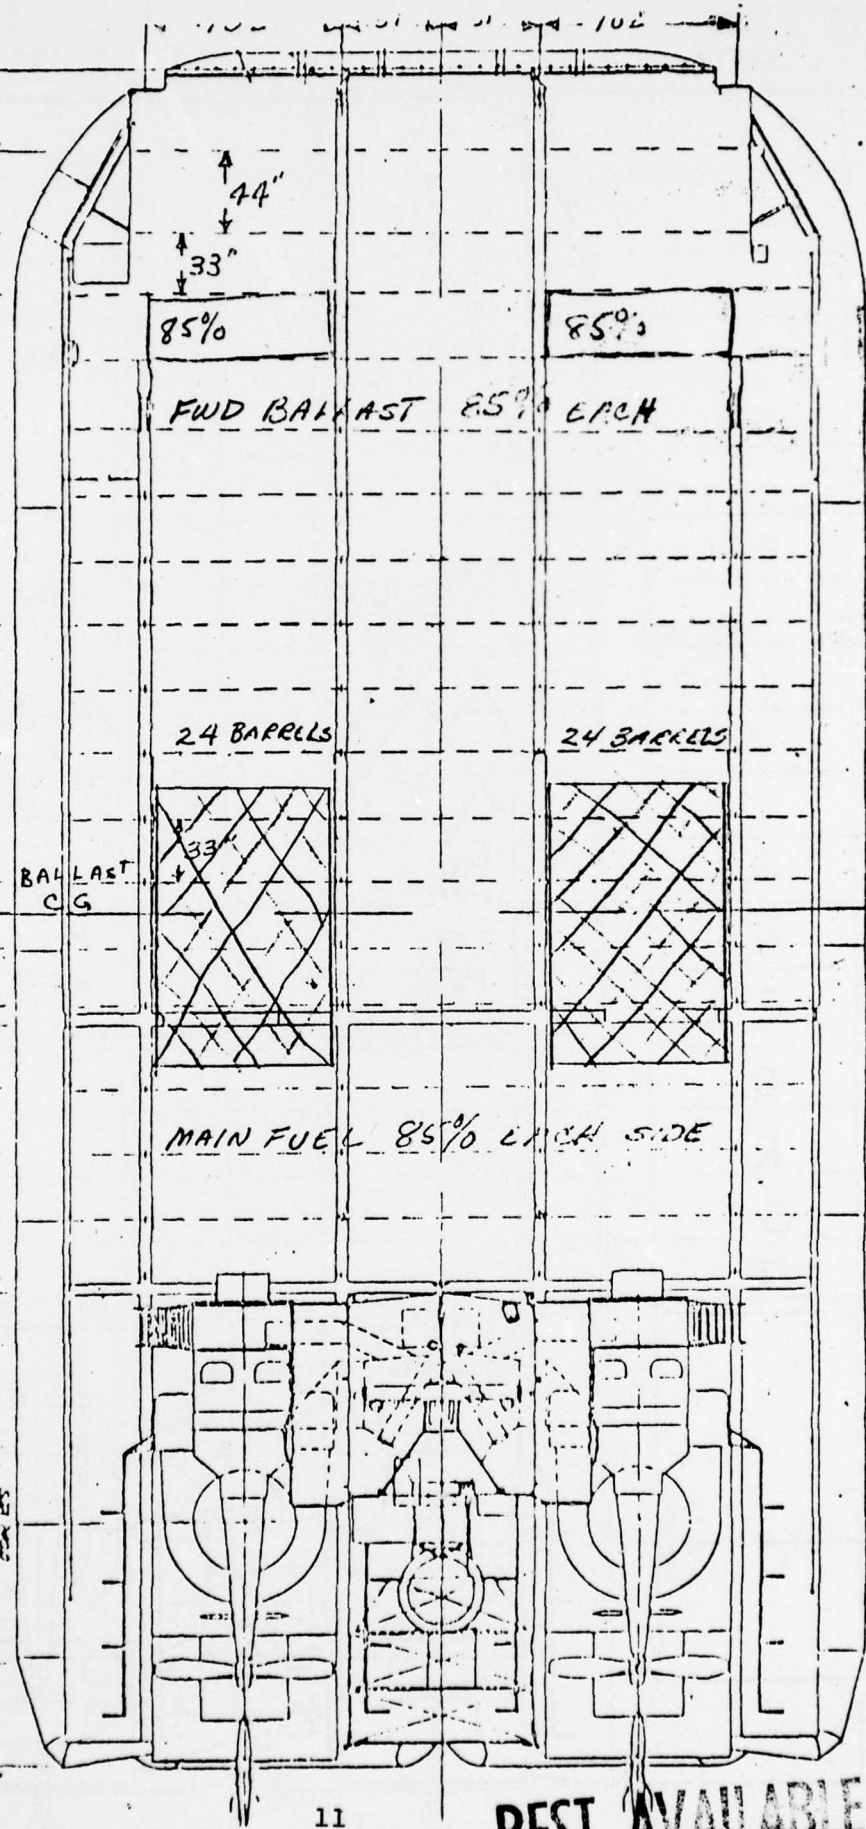 44"
33"
85% 85%
FWD BALLAST 85% EACH
24 BARRELS 24 BARRELS
33"
BALLAST
CG
MAIN FUEL 85% EACH SIDE
11
BEST AVAILABLE